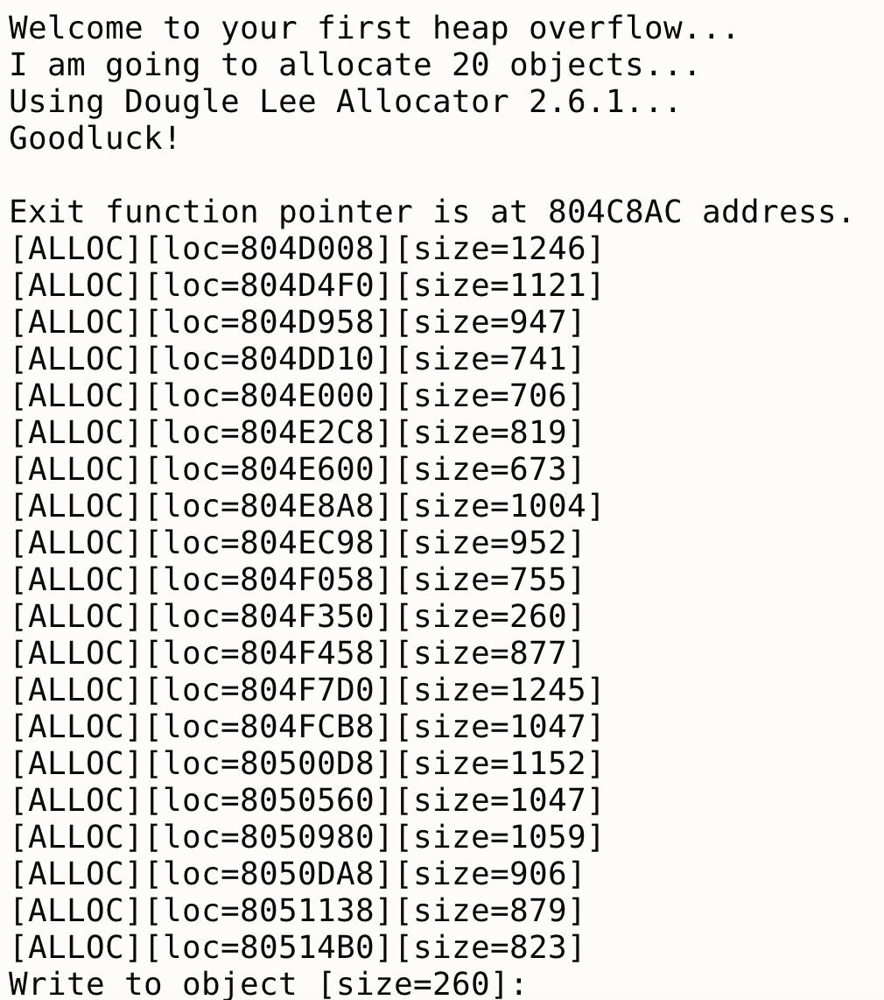 Welcome to your first heap overflow...
I am going to allocate 20 objects...
Using Dougle Lee Allocator 2.6.1...
Goodluck!

Exit function pointer is at 804C8AC address.
[ALLOC][loc=804D008][size=1246]
[ALLOC][loc=804D4F0][size=1121]
[ALLOC][loc=804D958][size=947]
[ALLOC][loc=804DD10][size=741]
[ALLOC][loc=804E000][size=706]
[ALLOC][loc=804E2C8][size=819]
[ALLOC][loc=804E600][size=673]
[ALLOC][loc=804E8A8][size=1004]
[ALLOC][loc=804EC98][size=952]
[ALLOC][loc=804F058][size=755]
[ALLOC][loc=804F350][size=260]
[ALLOC][loc=804F458][size=877]
[ALLOC][loc=804F7D0][size=1245]
[ALLOC][loc=804FCB8][size=1047]
[ALLOC][loc=80500D8][size=1152]
[ALLOC][loc=8050560][size=1047]
[ALLOC][loc=8050980][size=1059]
[ALLOC][loc=8050DA8][size=906]
[ALLOC][loc=8051138][size=879]
[ALLOC][loc=80514B0][size=823]
Write to object [size=260]: